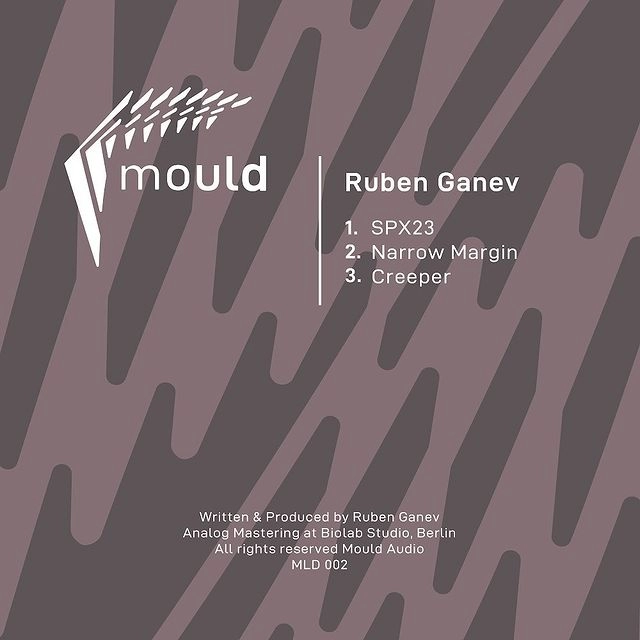 mould
Ruben Ganev
1. SPX23
2. Narrow Margin
3. Creeper
Written & Produced by Ruben Ganev
Analog Mastering at Biolab Studio, Berlin
All rights reserved Mould Audio
MLD 002